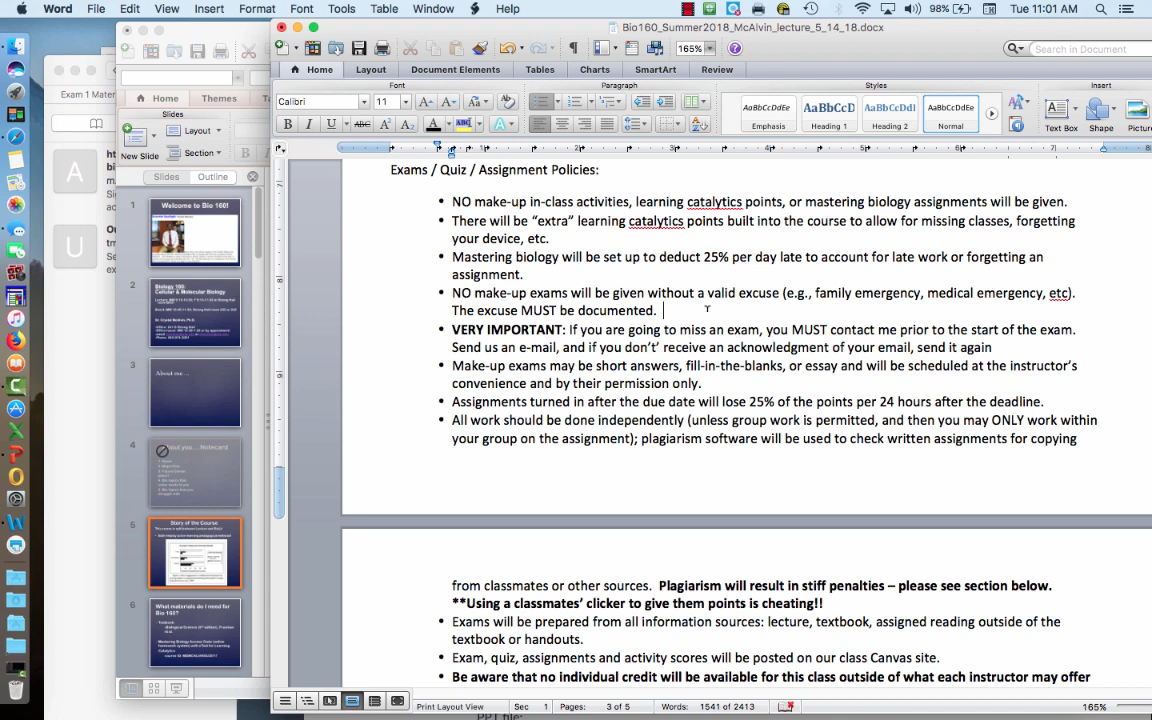 Word File Edit View Insert Format Font Tools Table Window Help 98% Tue 11:01 AM
Bio160_Summer2018_McAlvin_lecture_5_14_18.docx
165% Search in Document
Home Layout Document Elements Tables Charts SmartArt Review
Font Paragraph Styles Insert
Calibri 11
AaBbCcDdEe AaBbCcD AaBbCcDdI AaBbCcDdEe
Emphasis Heading 1 Heading 2 Normal Text Box Shape Picture
B I U ABC
Exam 1 Mater
Home Themes
Slides
Layout
New Slide Section
Slides Outline
1 Welcome to Bio 160!
2 Biology 160:
Cellular & Molecular Biology
3 About me ...
4
5 Story of the Course
6 What materials do I need for
Bio 160?
Exams / Quiz / Assignment Policies:
• NO make-up in-class activities, learning catalytics points, or mastering biology assignments will be given.
• There will be “extra” learning catalytics points built into the course to allow for missing classes, forgetting
your device, etc.
• Mastering biology will be set up to deduct 25% per day late to account for late work or forgetting an
assignment.
• NO make-up exams will be given without a valid excuse (e.g., family emergency, medical emergency, etc).
The excuse MUST be documented.
• VERY IMPORTANT: If you are going to miss an exam, you MUST contact me prior to the start of the exam.
Send us an e-mail, and if you don’t’ receive an acknowledgment of your email, send it again
• Make-up exams may be short answers, fill-in-the-blanks, or essay and will be scheduled at the instructor’s
convenience and by their permission only.
• Assignments turned in after the due date will lose 25% of the points per 24 hours after the deadline.
• All work should be done independently (unless group work is permitted, and then you may ONLY work within
your group on the assignment); plagiarism software will be used to check written assignments for copying
from classmates or other sources. Plagiarism will result in stiff penalties – please see section below.
**Using a classmates’ clicker to give them points is cheating!!
• Exams will be prepared from all information sources: lecture, textbook, assigned reading outside of the
textbook or handouts.
• Exam, quiz, assignments and activity scores will be posted on our class Canvas site.
• Be aware that no individual credit will be available for this class outside of what each instructor may offer
Print Layout View Sec 1 Pages: 3 of 5 Words: 1541 of 2413 165%
PPT file: